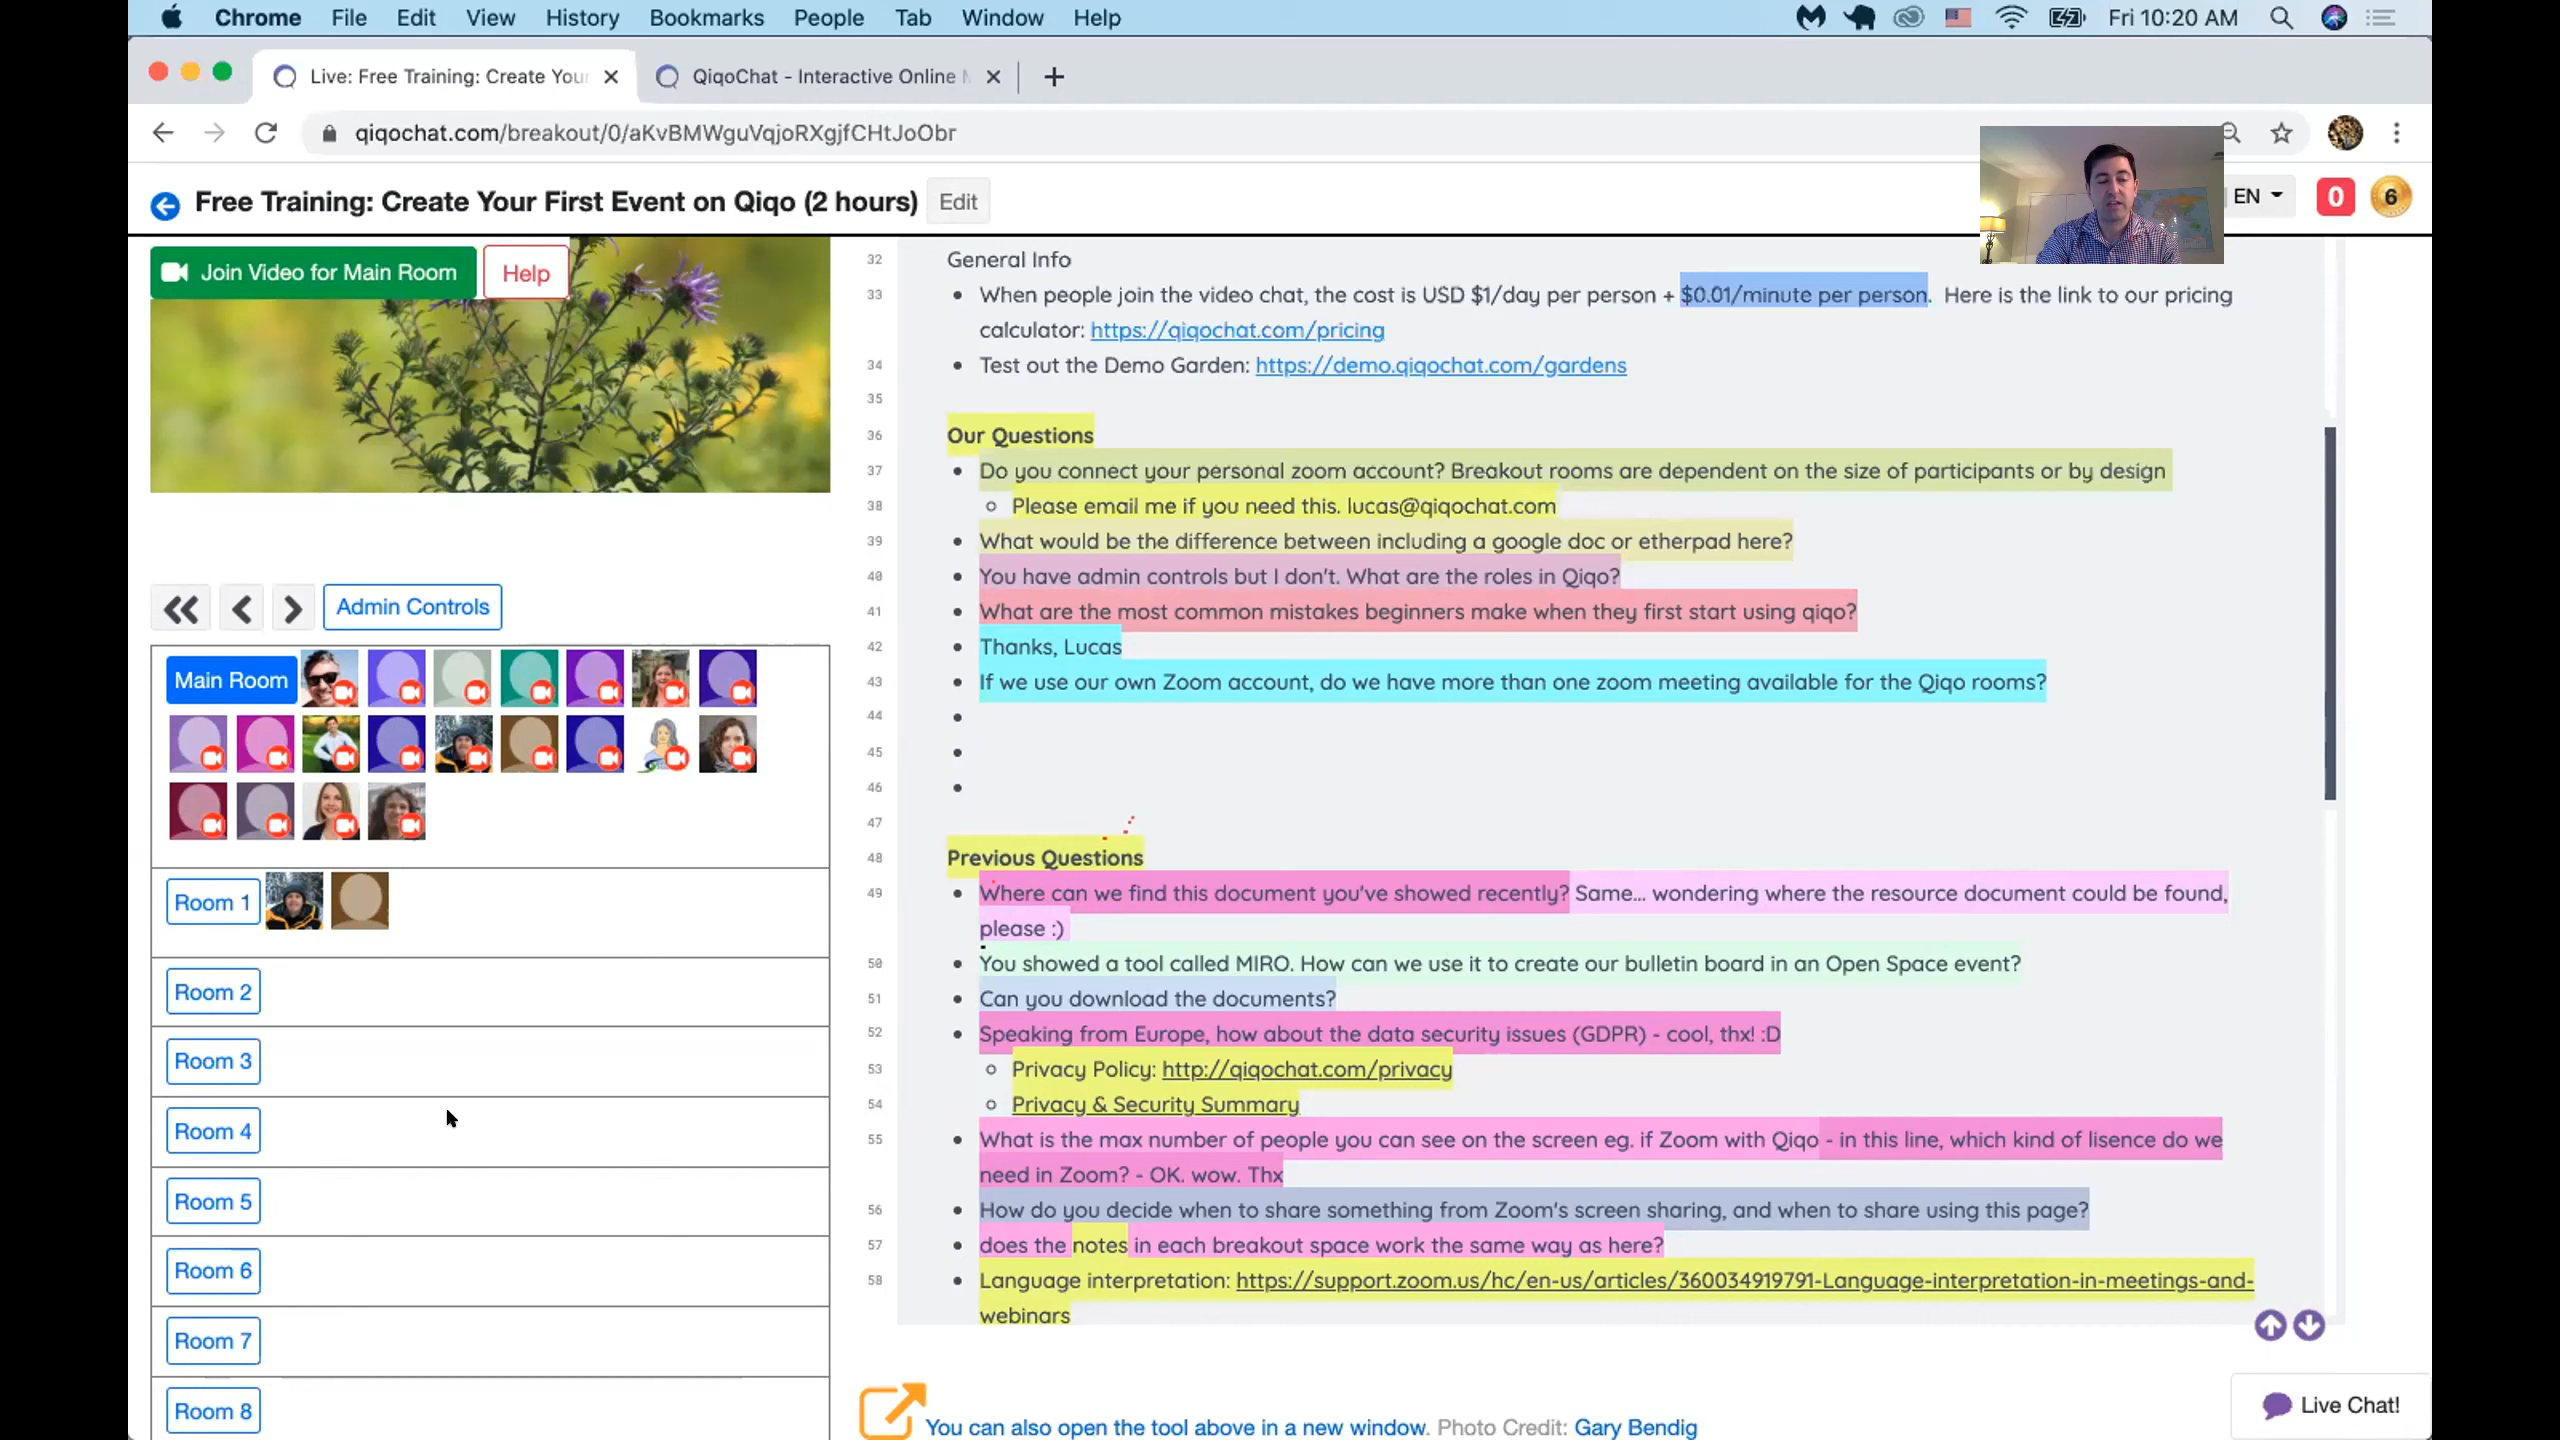 Chrome File Edit View History Bookmarks People Tab Window Help Fri 10:20 AM
Live: Free Training: Create Your
QiqoChat - Interactive Online
qiqochat.com/breakout/0/aKvBMWguVqjoRXgjfCHtJoObr
Free Training: Create Your First Event on Qiqo (2 hours) Edit
EN 0 6
Join Video for Main Room Help
Admin Controls
Main Room
Room 1
Room 2
Room 3
Room 4
Room 5
Room 6
Room 7
Room 8
32 General Info
33 When people join the video chat, the cost is USD $1/day per person + $0.01/minute per person. Here is the link to our pricing
calculator: https://qiqochat.com/pricing
34 Test out the Demo Garden: https://demo.qiqochat.com/gardens
35
36 Our Questions
37 Do you connect your personal zoom account? Breakout rooms are dependent on the size of participants or by design
38 Please email me if you need this. lucas@qiqochat.com
39 What would be the difference between including a google doc or etherpad here?
40 You have admin controls but I don't. What are the roles in Qiqo?
41 What are the most common mistakes beginners make when they first start using qiqo?
42 Thanks, Lucas
43 If we use our own Zoom account, do we have more than one zoom meeting available for the Qiqo rooms?
44
45
46
47
48 Previous Questions
49 Where can we find this document you've showed recently? Same... wondering where the resource document could be found,
please :)
50 You showed a tool called MIRO. How can we use it to create our bulletin board in an Open Space event?
51 Can you download the documents?
52 Speaking from Europe, how about the data security issues (GDPR) - cool, thx! :D
53 Privacy Policy: http://qiqochat.com/privacy
54 Privacy & Security Summary
55 What is the max number of people you can see on the screen eg. if Zoom with Qiqo - in this line, which kind of lisence do we
need in Zoom? - OK. wow. Thx
56 How do you decide when to share something from Zoom's screen sharing, and when to share using this page?
57 does the notes in each breakout space work the same way as here?
58 Language interpretation: https://support.zoom.us/hc/en-us/articles/360034919791-Language-interpretation-in-meetings-and-
webinars
You can also open the tool above in a new window. Photo Credit: Gary Bendig
Live Chat!